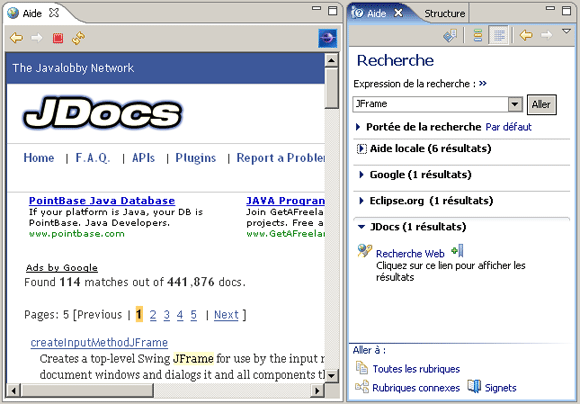 Aide
The Javalobby Network
JDocs
Home | F.A.Q. | APIs | Plugins | Report a Proble
PointBase Java Database
If your platform is Java, your DB is
PointBase. Java Developers.
www.pointbase.com
JAVA Program
Join GetAFreela
projects. Free a
www.GetAFreela
Ads by Google
Found 114 matches out of 441,876 docs.
Pages: 5 [Previous | 1 2 3 4 5 | Next ]
createInputMethodJFrame
Creates a top-level Swing JFrame for use by the input
document windows and dialogs it and all components th
Aide
Structure
Recherche
Expression de la recherche : »
JFrame
Aller
Portée de la recherche Par défaut
Aide locale (6 résultats)
Google (1 résultats)
Eclipse.org (1 résultats)
JDocs (1 résultats)
Recherche Web
Cliquez sur ce lien pour afficher les
résultats
Aller à :
Toutes les rubriques
Rubriques connexes
Signets